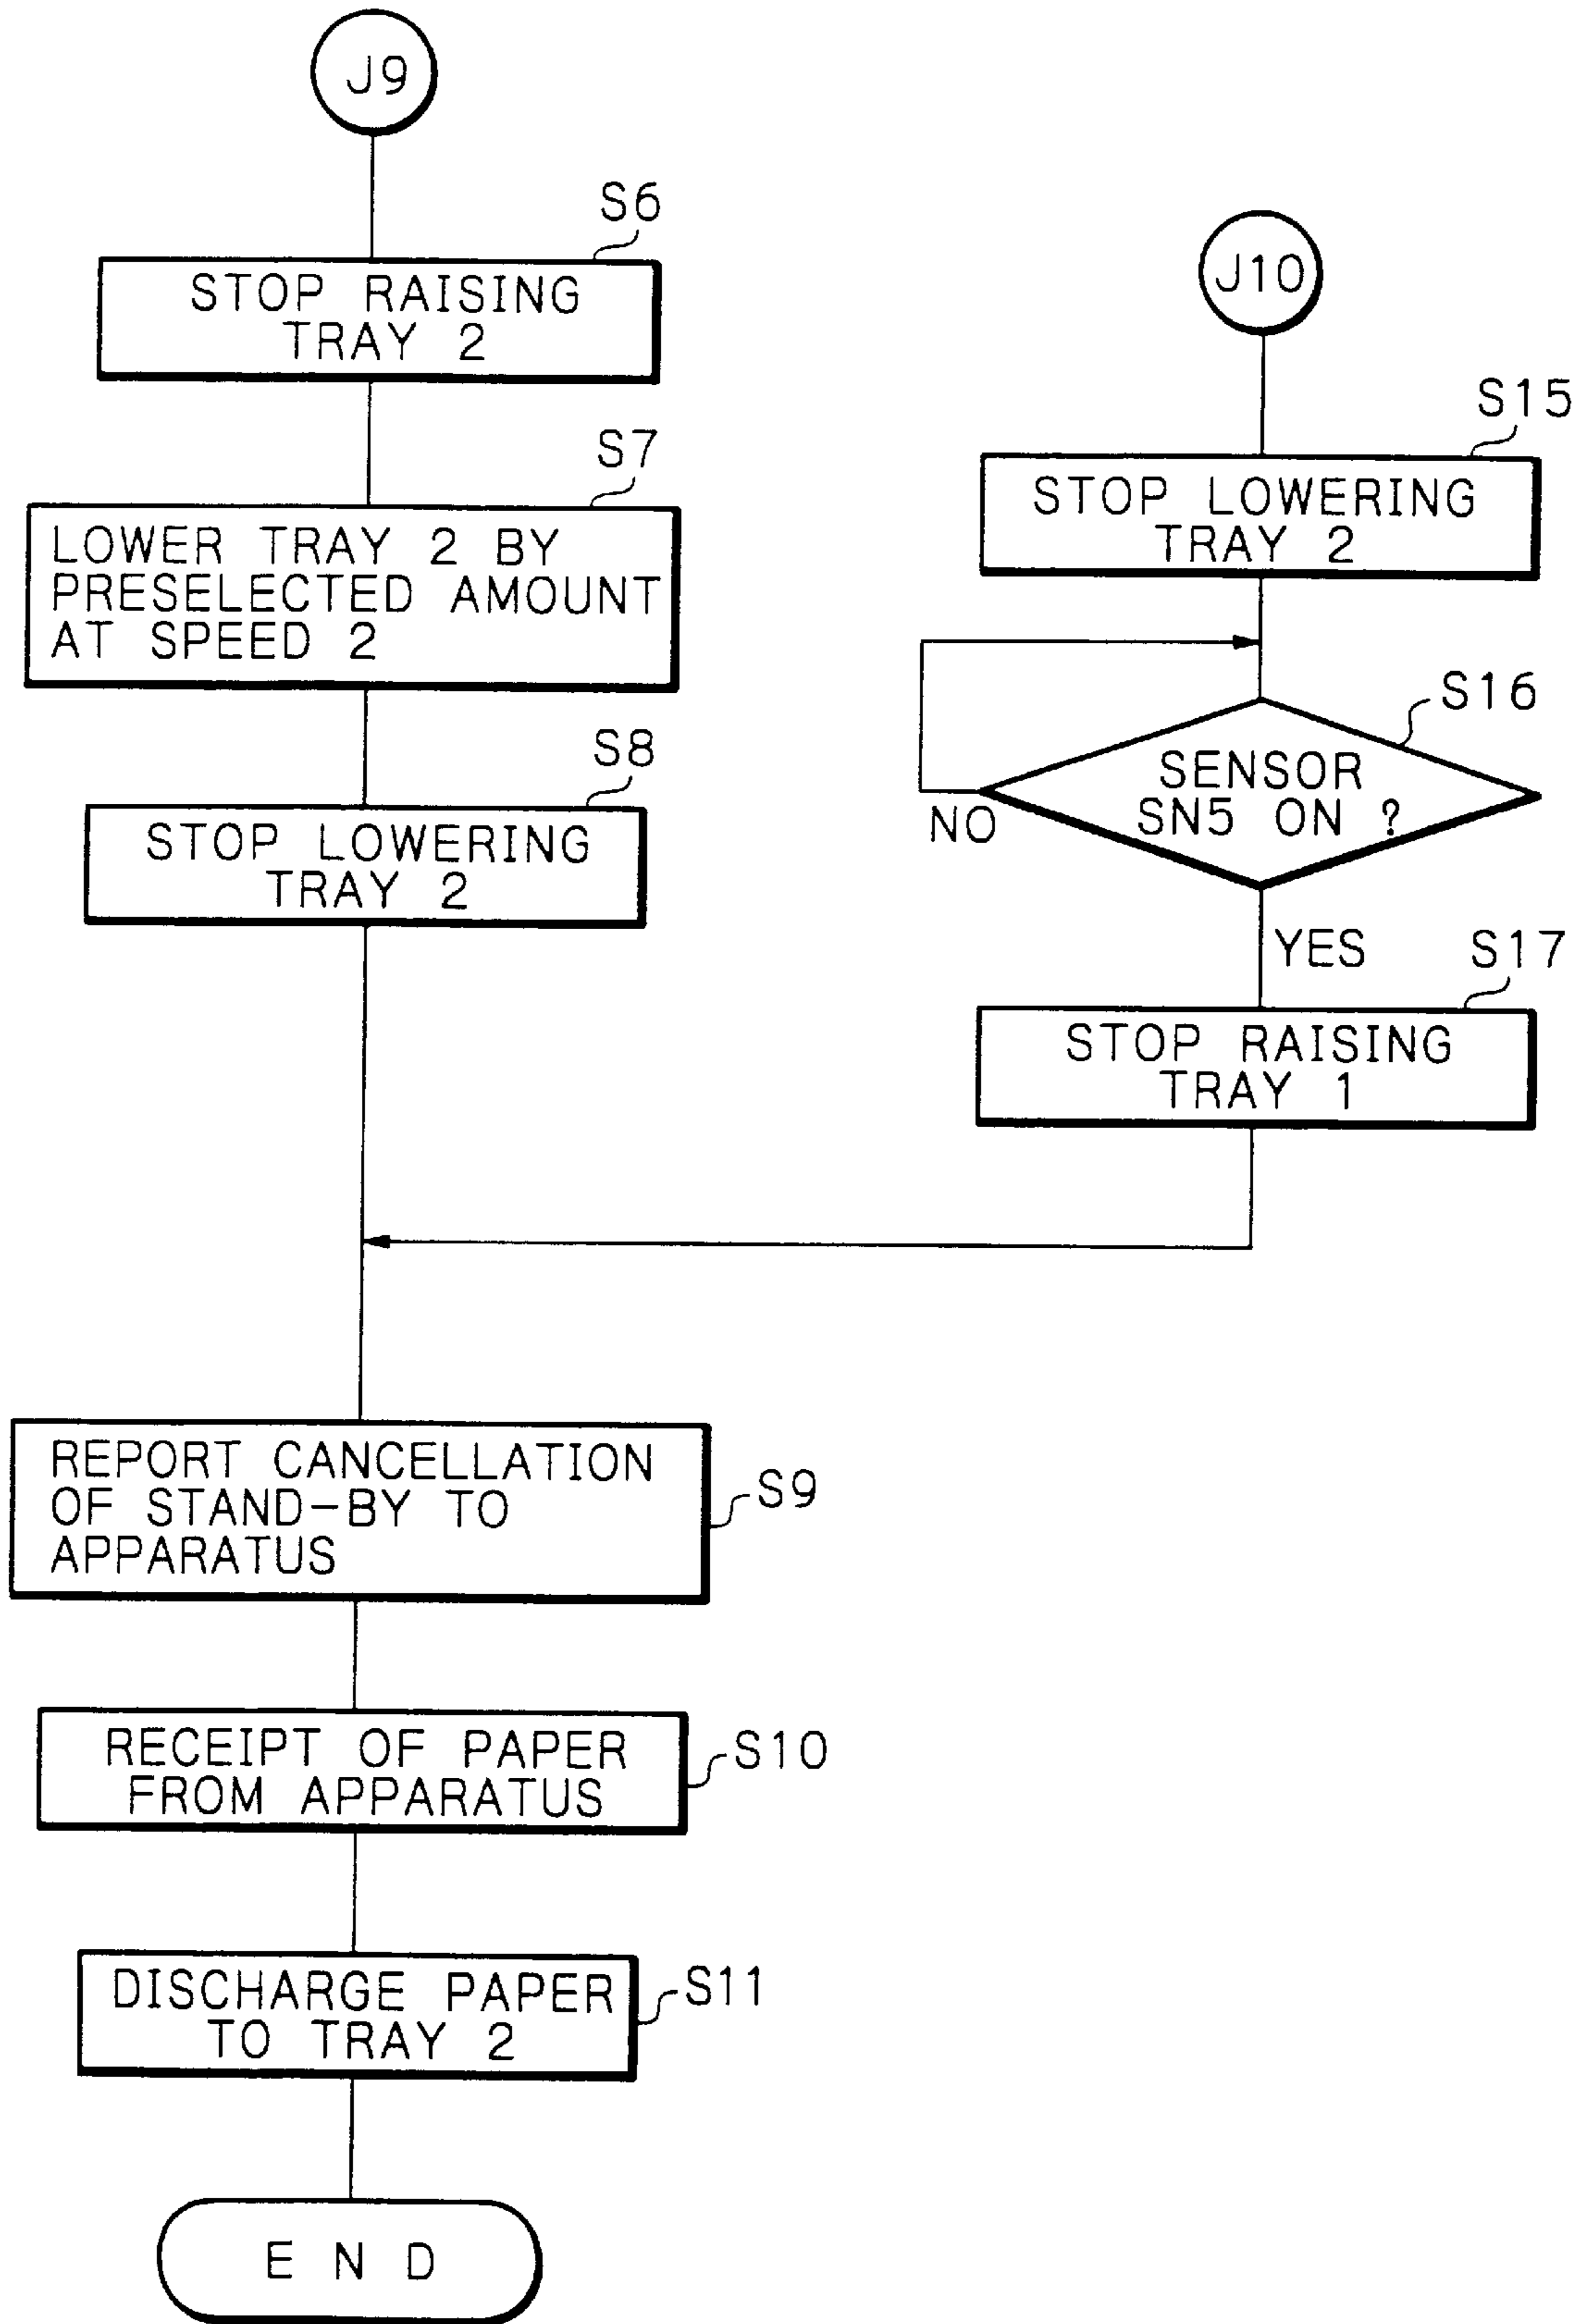 J9
S6
STOP RAISING
TRAY 2
S7
LOWER TRAY 2 BY
PRESELECTED AMOUNT
AT SPEED 2
S8
STOP LOWERING
TRAY 2
J10
S15
STOP LOWERING
TRAY 2
S16
SENSOR
SN5 ON ?
NO
YES
S17
STOP RAISING
TRAY 1
REPORT CANCELLATION
OF STAND-BY TO
APPARATUS
S9
RECEIPT OF PAPER
FROM APPARATUS
S10
DISCHARGE PAPER
TO TRAY 2
S11
END